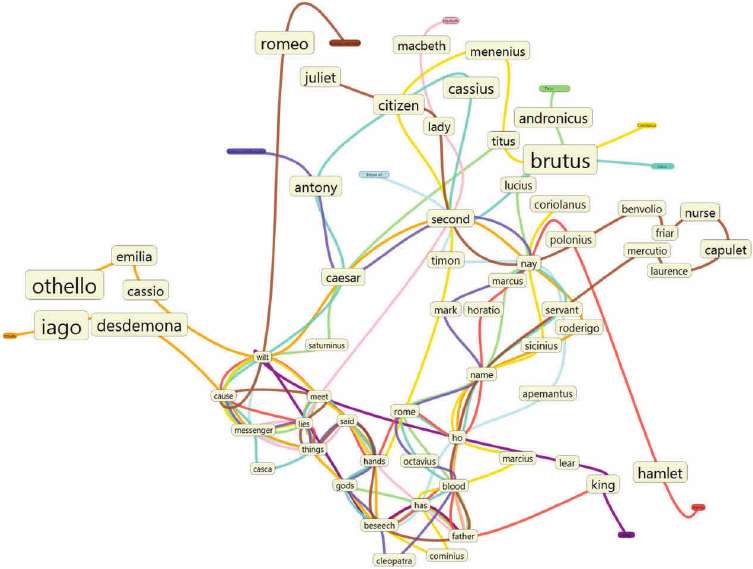 romeo
macbeth
menenius
juliet
cassius
citizen
andronicus
lady
titus
brutus
antony
lucius
second
coriolanus
benvolio
nurse
friar
polonius
capulet
emilia
timon
nay
mercutio
laurence
othello
caesar
marcus
cassio
mark
horatio
servant
iago
desdemona
roderigo
saturninus
sicinius
wilt
name
cause
meet
apemantus
messenger
lies
said
rome
ho
things
casca
hands
octavius
marcius
lear
hamlet
gods
blood
king
has
beseech
father
cleopatra
cominius